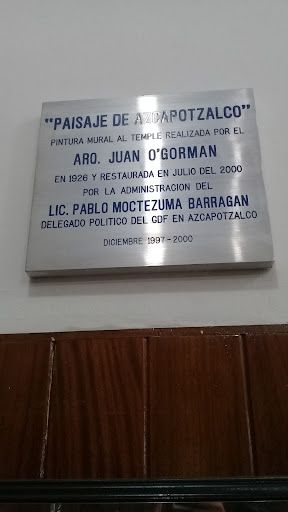 "PAISAJE DE AZCAPOTZALCO"
PINTURA MURAL AL TEMPLE REALIZADA POR EL
ARQ. JUAN O'GORMAN
EN 1926 Y RESTAURADA EN JULIO DEL 2000
POR LA ADMINISTRACION DEL
LIC. PABLO MOCTEZUMA BARRAGAN
DELEGADO POLITICO DEL GDF EN AZCAPOTZALCO
DICIEMBRE 1997-2000